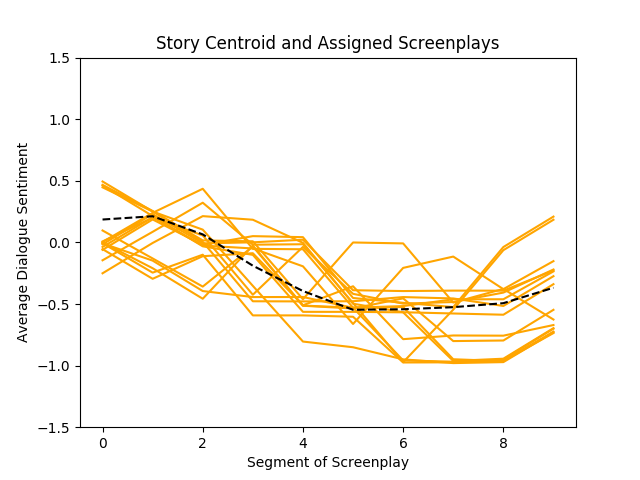 Story Centroid and Assigned Screenplays
1.5
1.0
0.5
0.0
−0.5
−1.0
−1.5
Average Dialogue Sentiment
0 2 4 6 8
Segment of Screenplay